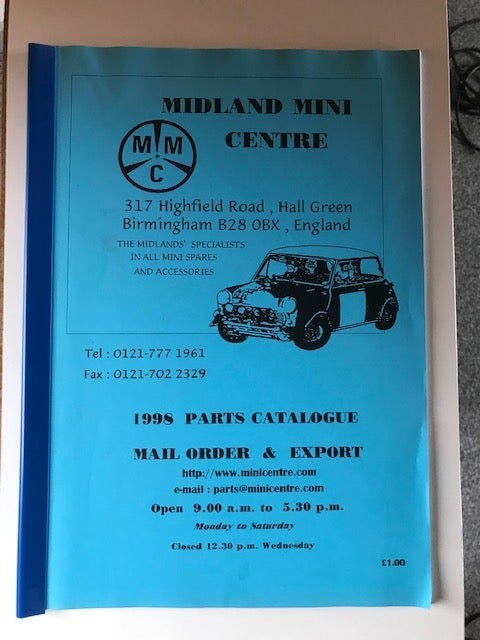 MIDLAND MINI
CENTRE
M M
C
317 Highfield Road , Hall Green
Birmingham B28 0BX , England
THE MIDLANDS' SPECIALISTS
IN ALL MINI SPARES
AND ACCESSORIES
Tel : 0121-777 1961
Fax : 0121-702 2329
1998 PARTS CATALOGUE
MAIL ORDER & EXPORT
http://www.minicentre.com
e-mail : parts@minicentre.com
Open 9.00 a.m. to 5.30 p.m.
Monday to Saturday
Closed 12.30 p.m. Wednesday
£1.00